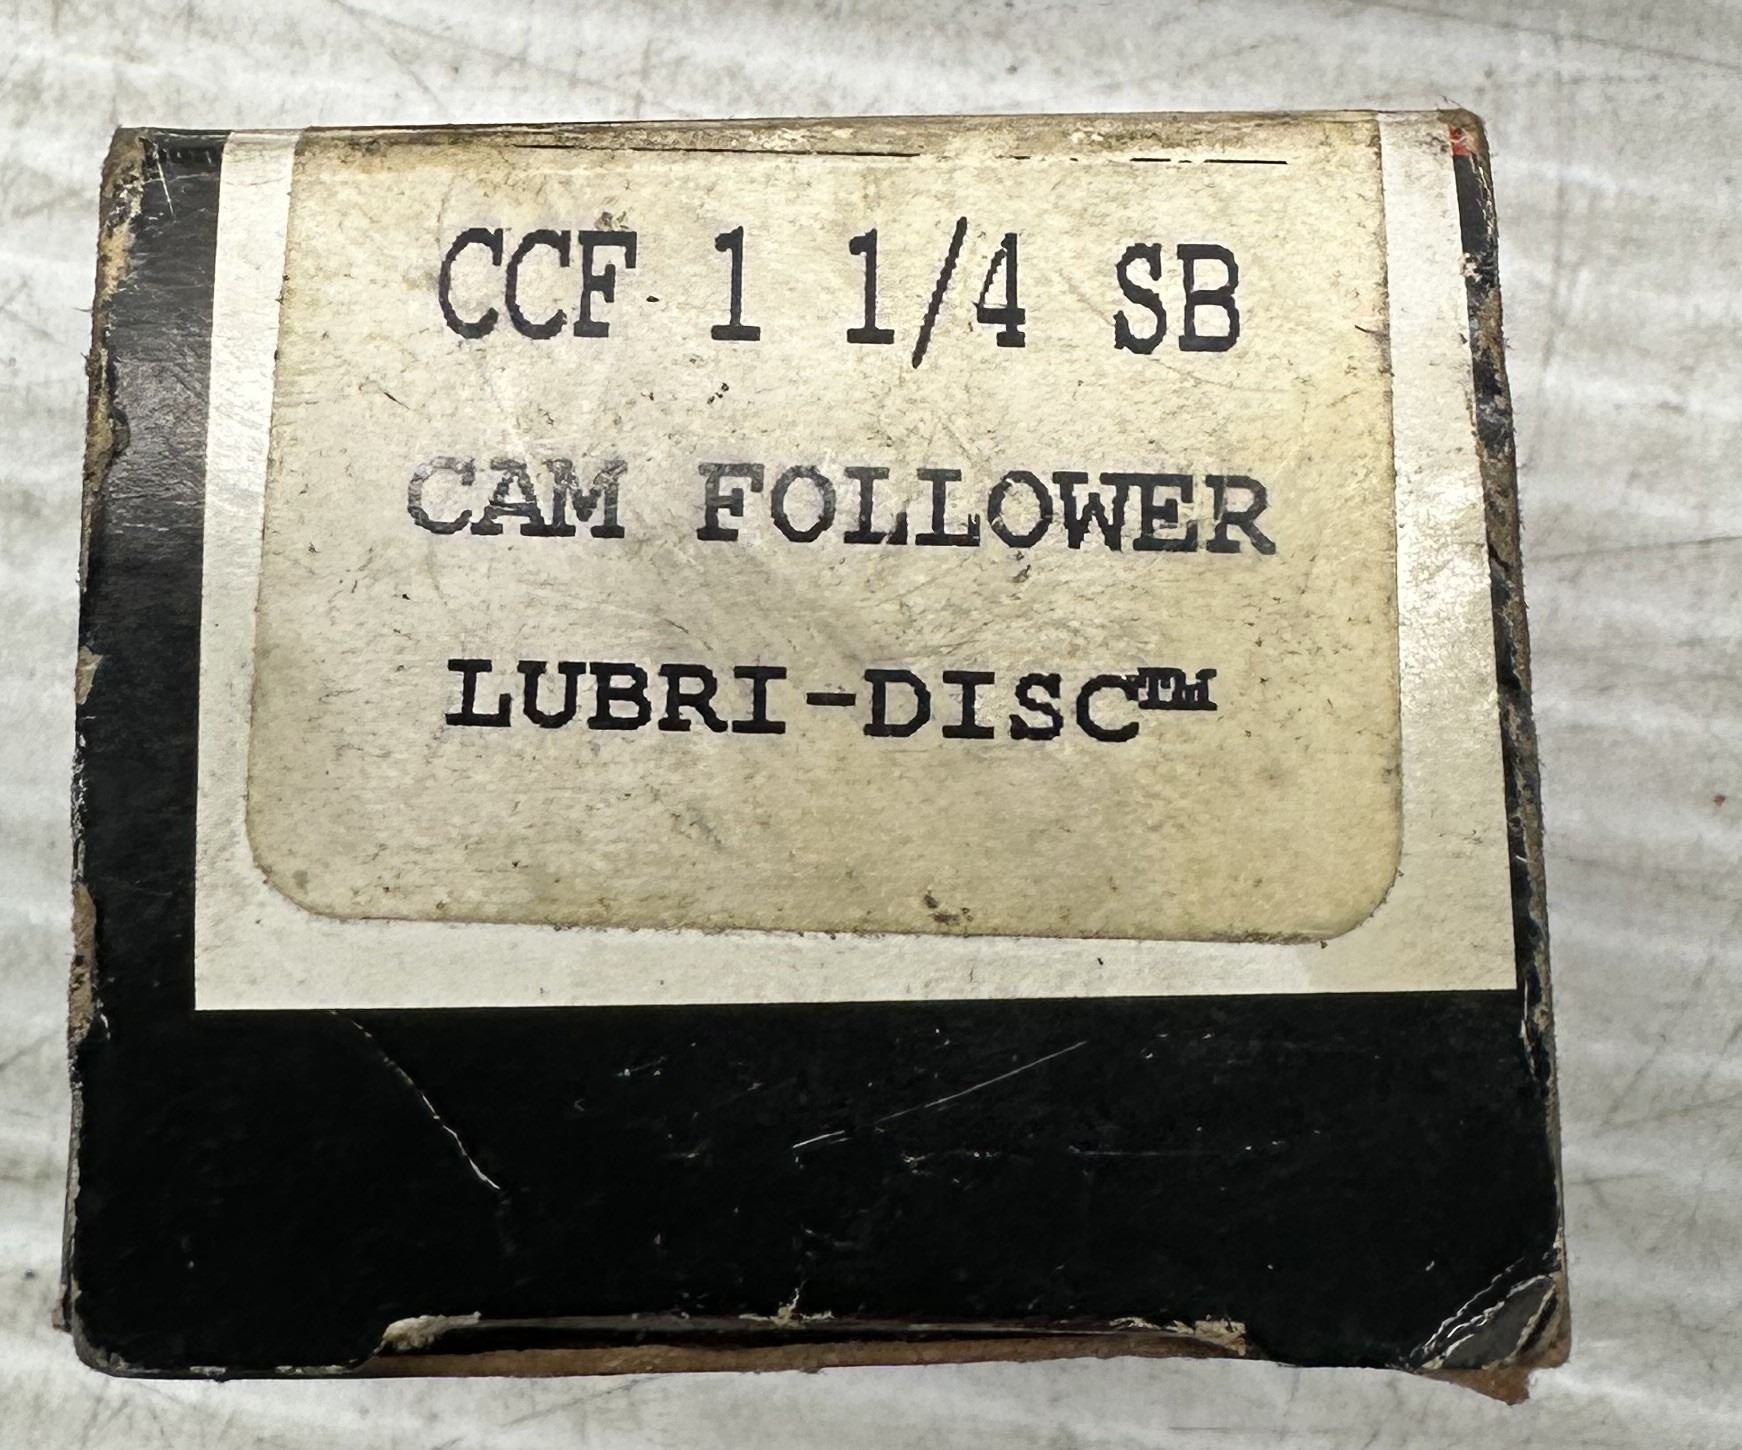 CCF 1 1/4 SB
CAM FOLLOWER
LUBRI-DISC™